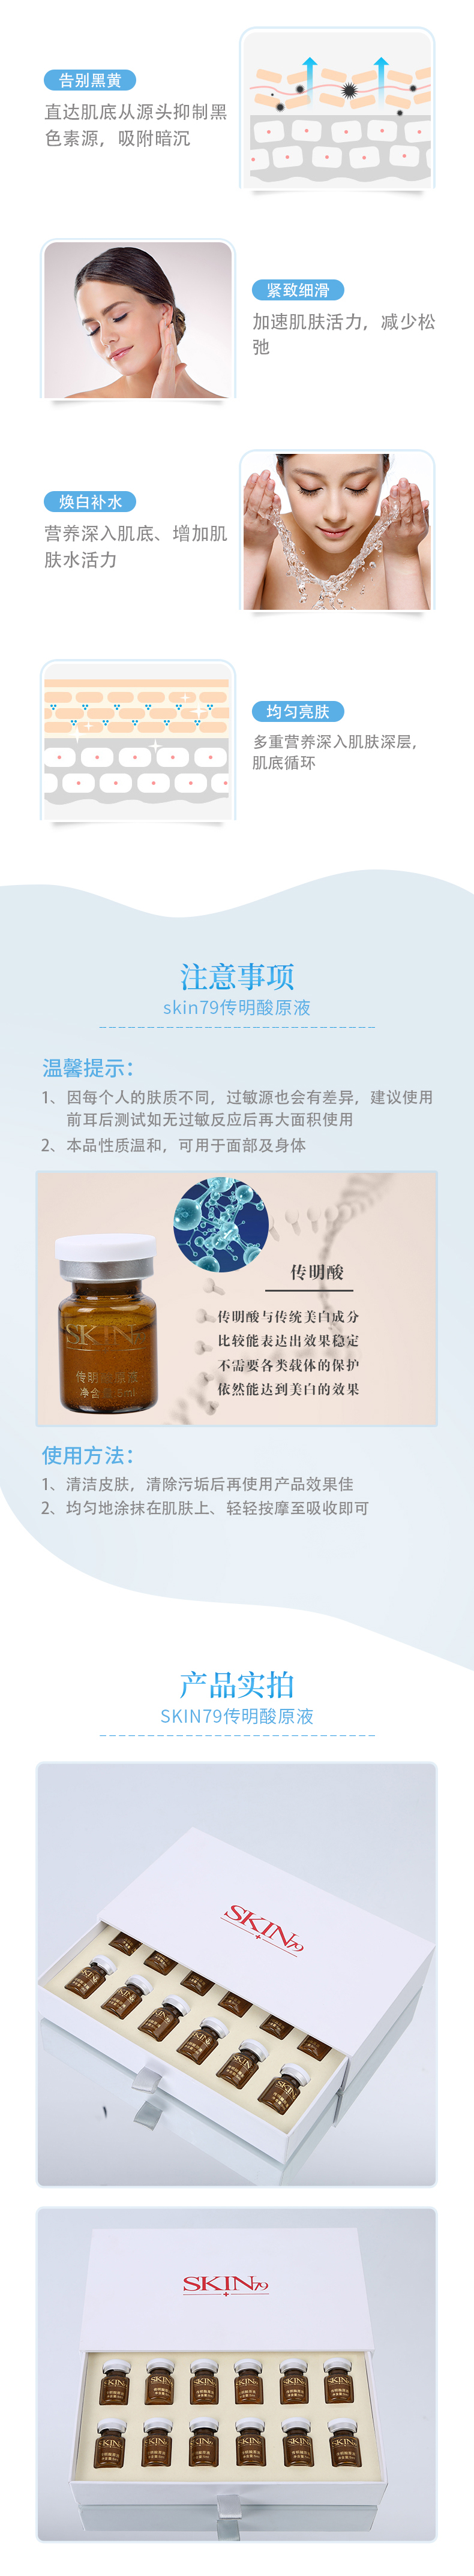 告别黑黄
直达肌底从源头抑制黑
色素源，吸附暗沉
紧致细滑
加速肌肤活力，减少松
弛
焕白补水
营养深入肌底、增加肌
肤水活力
均匀亮肤
多重营养深入肌肤深层，
肌底循环
注意事项
skin79传明酸原液
温馨提示：
1、因每个人的肤质不同，过敏源也会有差异，建议使用
前耳后测试如无过敏反应后再大面积使用
2、本品性质温和，可用于面部及身体
传明酸
传明酸与传统美白成分
比较能表达出效果稳定
不需要各类载体的保护
依然能达到美白的效果
SKIN
传明酸原液
净含量:5ml
使用方法：
1、清洁皮肤，清除污垢后再使用产品效果佳
2、均匀地涂抹在肌肤上、轻轻按摩至吸收即可
产品实拍
SKIN79传明酸原液
SKIN79
SKIN79